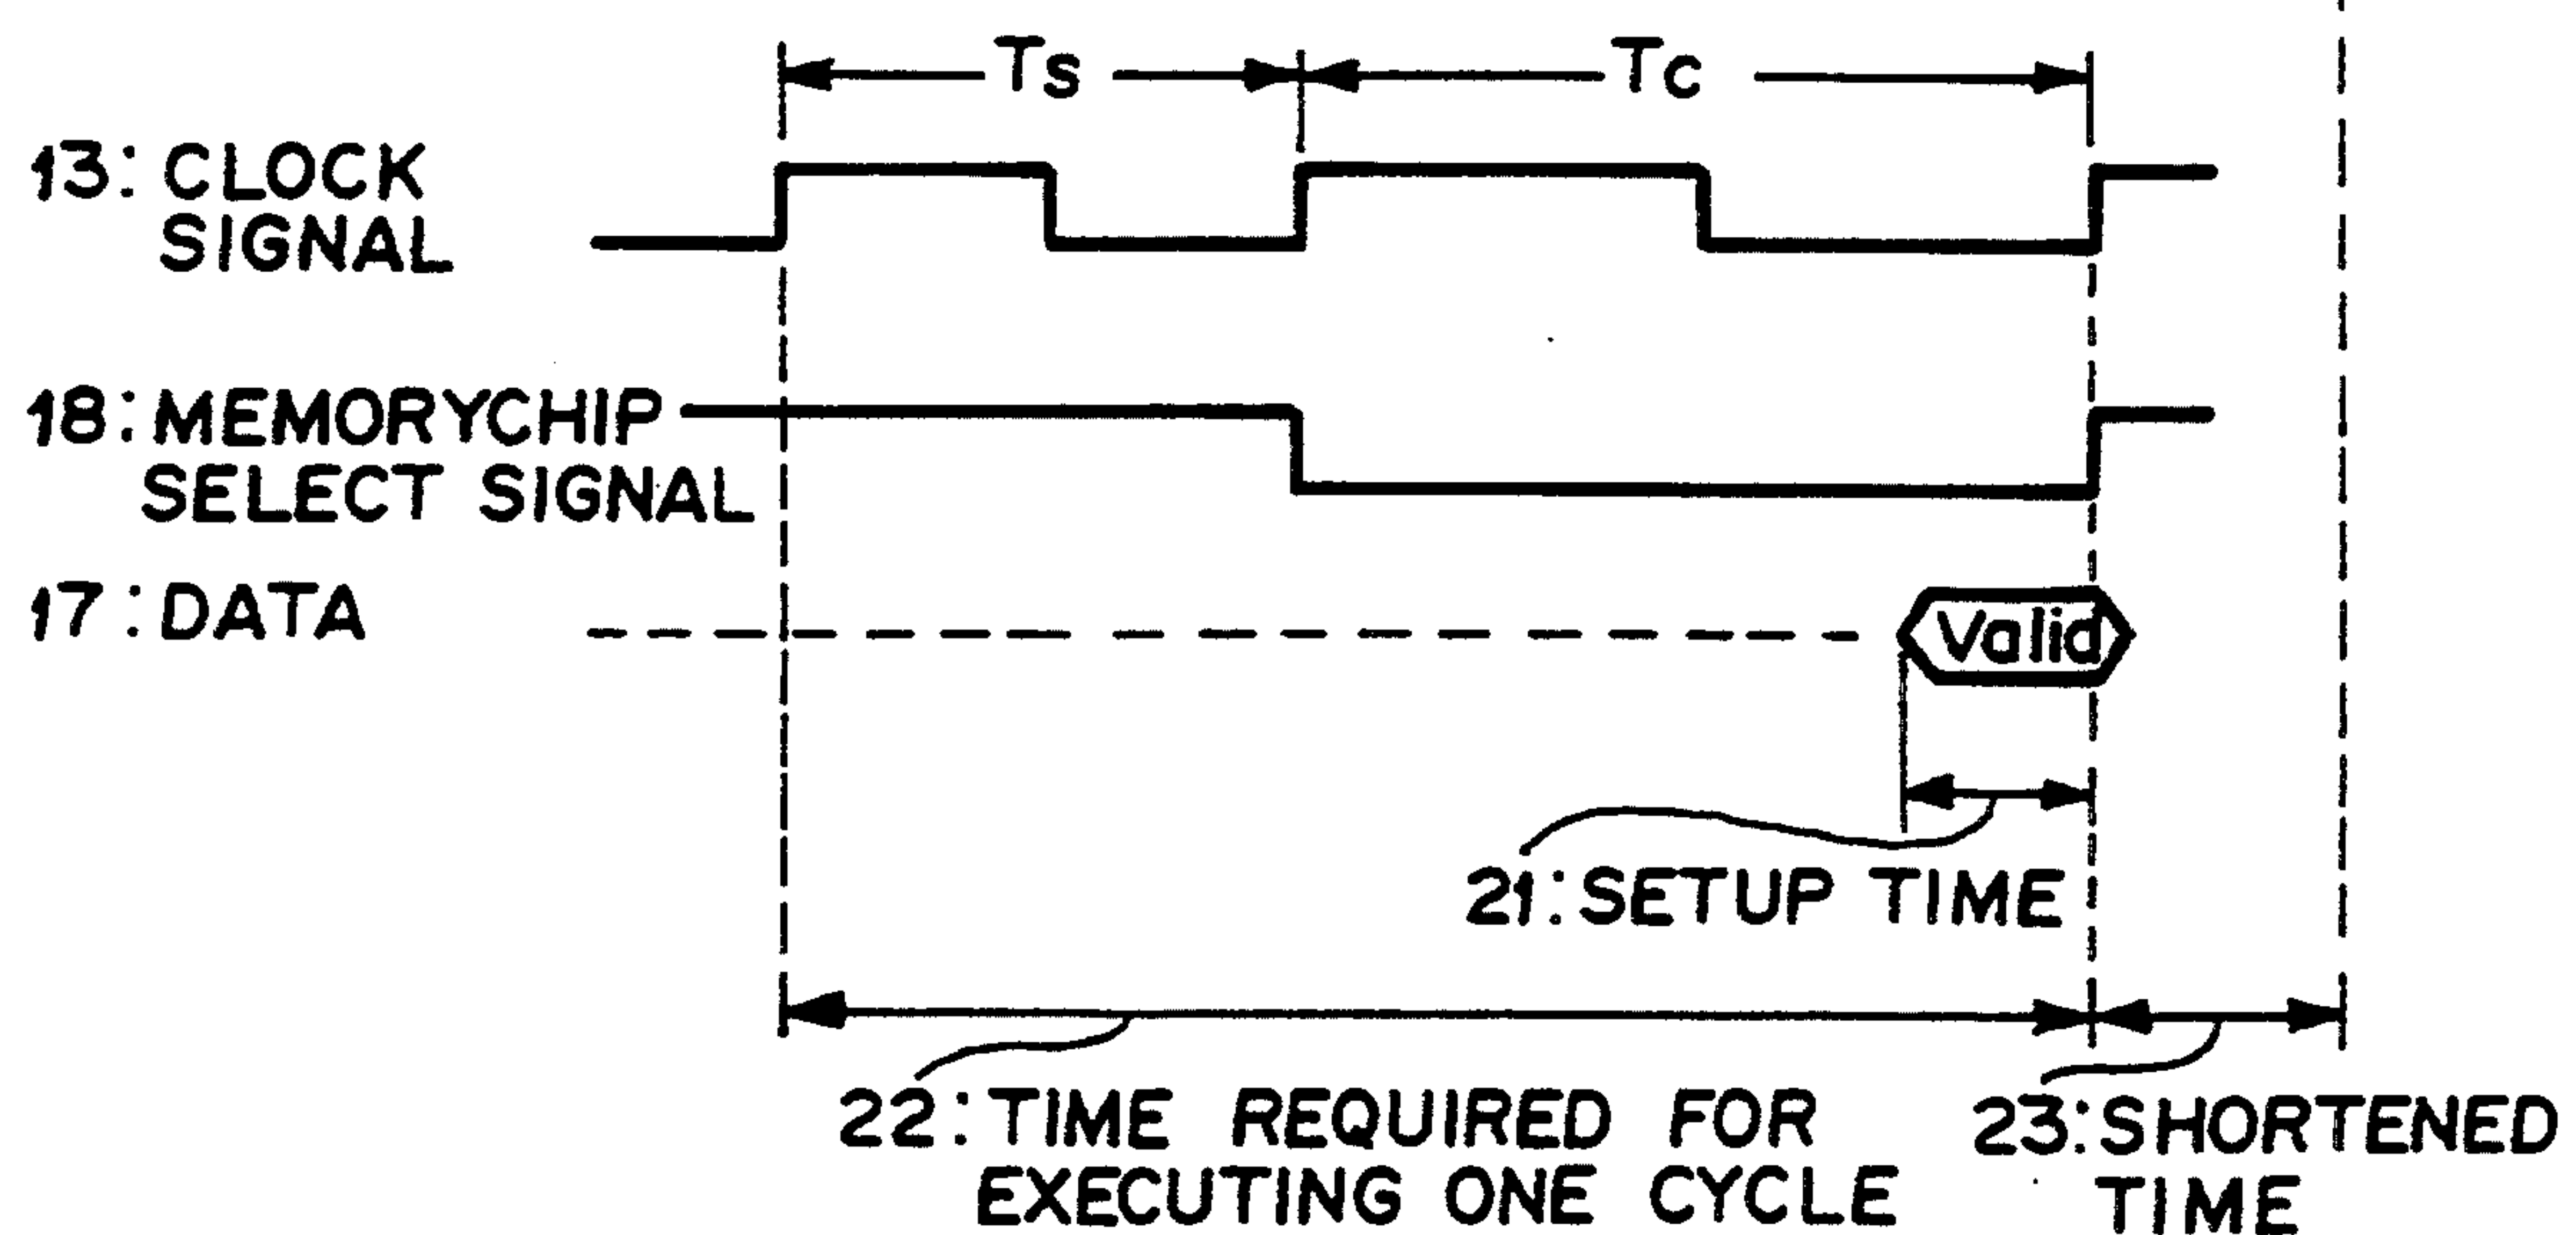 Ts
Tc
13: CLOCK
SIGNAL
18: MEMORYCHIP
SELECT SIGNAL
17: DATA
Valid
21: SETUP TIME
22: TIME REQUIRED FOR
EXECUTING ONE CYCLE
23: SHORTENED
TIME